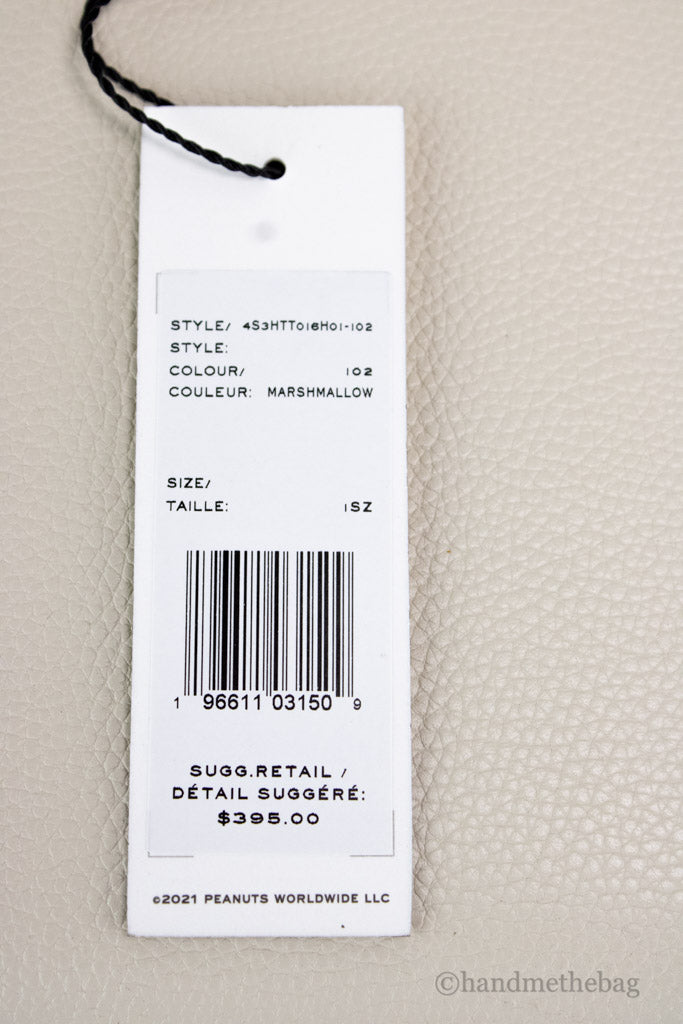 STYLE/ 4S3HTT016H01-102
STYLE:
COLOUR/ 102
COULEUR: MARSHMALLOW
SIZE/
TAILLE: 1SZ
1 96611 03150 9
SUGG.RETAIL /
DÉTAIL SUGGÉRÉ:
$395.00
©2021 PEANUTS WORLDWIDE LLC
©handmethebag